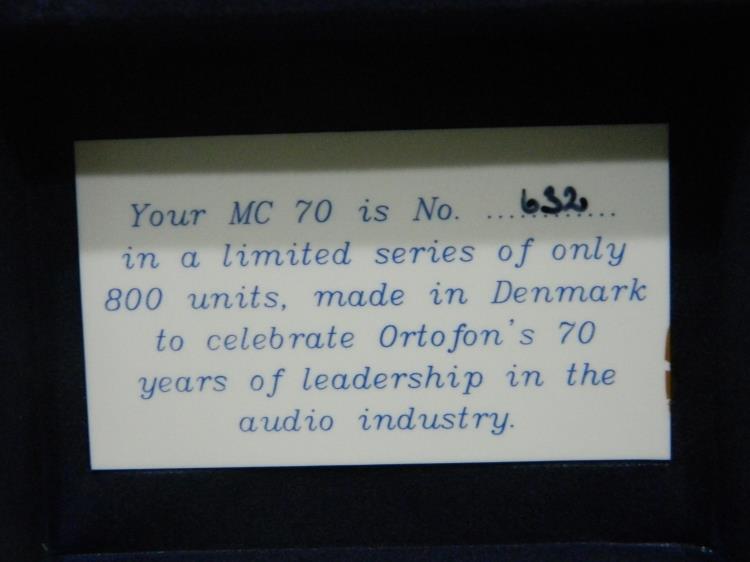 Your MC 70 is No. ....632....
in a limited series of only
800 units, made in Denmark
to celebrate Ortofon's 70
years of leadership in the
audio industry.